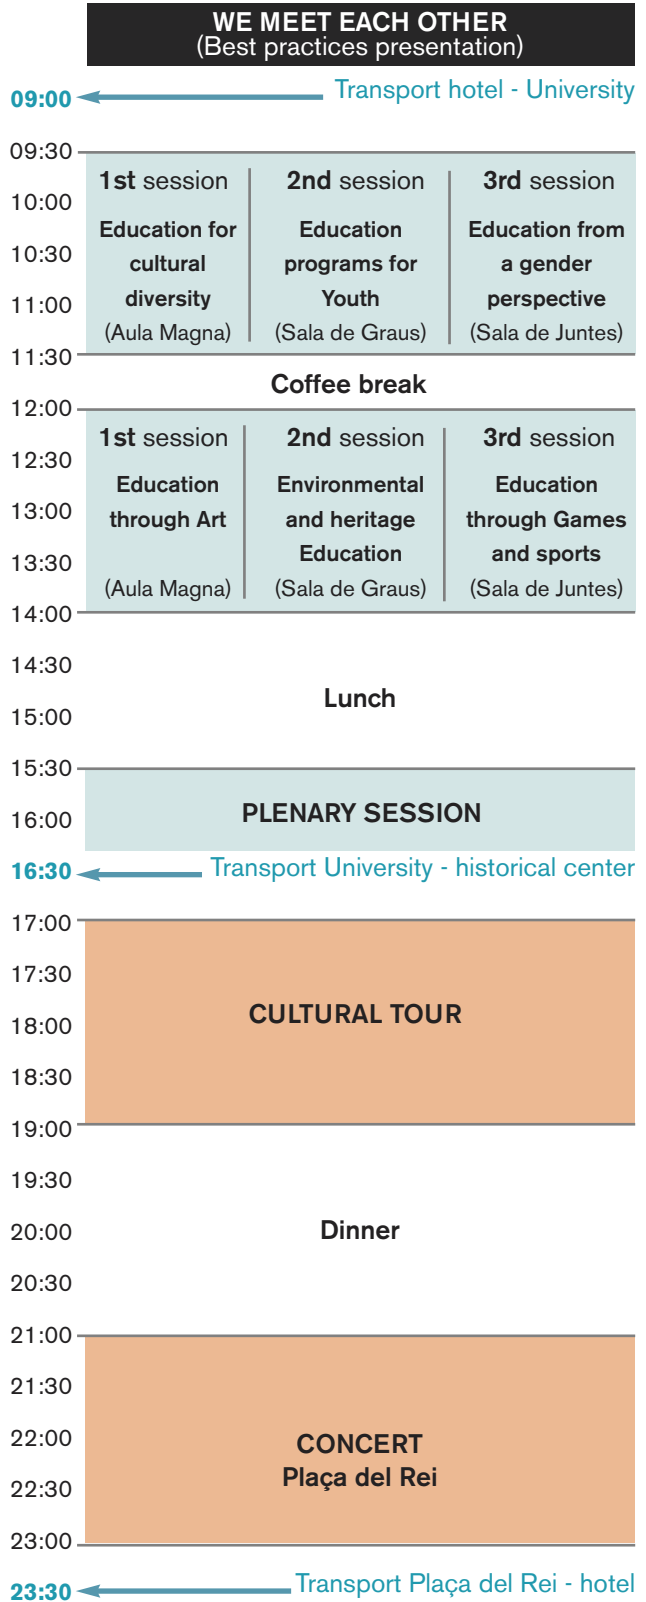 WE MEET EACH OTHER
(Best practices presentation)
09:00 Transport hotel - University
09:30
1st session 2nd session 3rd session
10:00
Education for Education Education from
10:30
cultural programs for a gender
diversity Youth perspective
11:00
(Aula Magna) (Sala de Graus) (Sala de Juntes)
11:30
Coffee break
12:00
1st session 2nd session 3rd session
12:30
Education Environmental Education
13:00
through Art and heritage through Games
Education and sports
13:30
(Aula Magna) (Sala de Graus) (Sala de Juntes)
14:00
14:30
Lunch
15:00
15:30
PLENARY SESSION
16:00
16:30 Transport University - historical center
17:00
17:30
CULTURAL TOUR
18:00
18:30
19:00
19:30
20:00 Dinner
20:30
21:00
21:30
22:00
CONCERT
Plaça del Rei
22:30
23:00
23:30 Transport Plaça del Rei - hotel